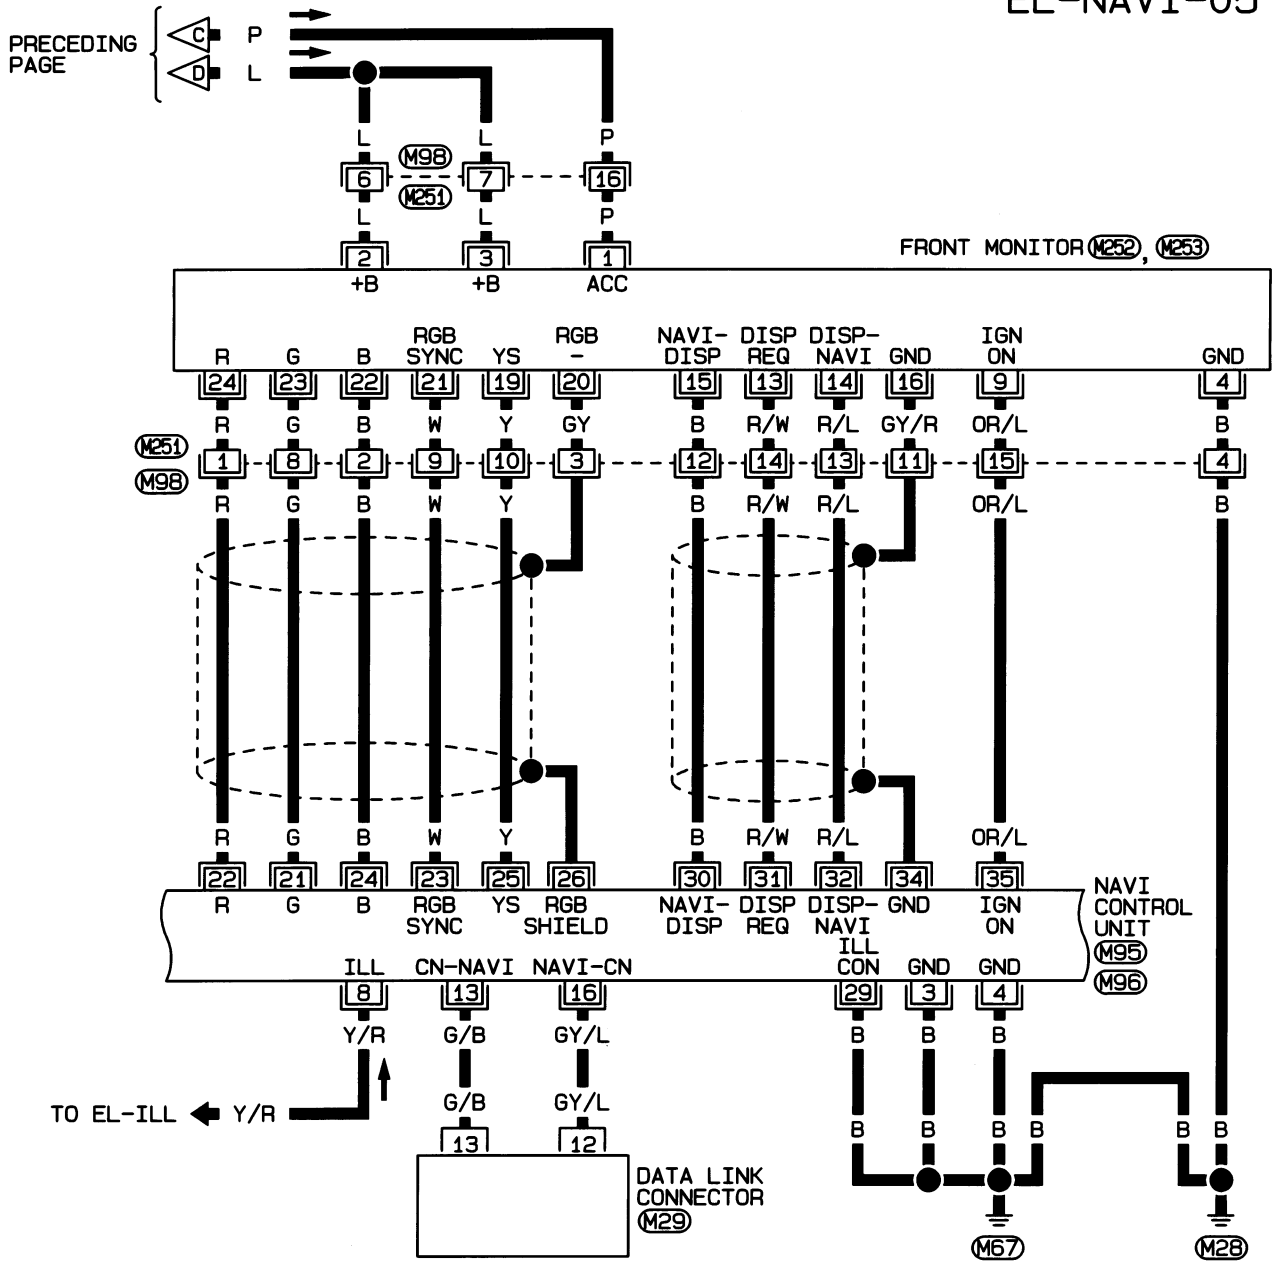 EL-NAVI-05
PRECEDING
PAGE
C P
D L
L L P
M98
6 7 16
M251
L L P
FRONT MONITOR M252, M253
2 3 1
+B +B ACC
R G B RGB SYNC YS RGB - NAVI-DISP DISP REQ DISP-NAVI GND IGN ON GND
24 23 22 21 19 20 15 13 14 16 9 4
R G B W Y GY B R/W R/L GY/R OR/L B
M251
1 8 2 9 10 3 12 14 13 11 15 4
M98
R G B W Y B R/W R/L OR/L B
R G B W Y B R/W R/L OR/L
22 21 24 23 25 26 30 31 32 34 35
R G B RGB SYNC YS RGB SHIELD NAVI-DISP DISP REQ DISP-NAVI GND IGN ON
NAVI
CONTROL
UNIT
M95
M96
ILL CN-NAVI NAVI-CN ILL CON GND GND
8 13 16 29 3 4
Y/R G/B GY/L B B B
TO EL-ILL Y/R
G/B GY/L
B B B B B B
13 12
DATA LINK
CONNECTOR
M29
M67 M28